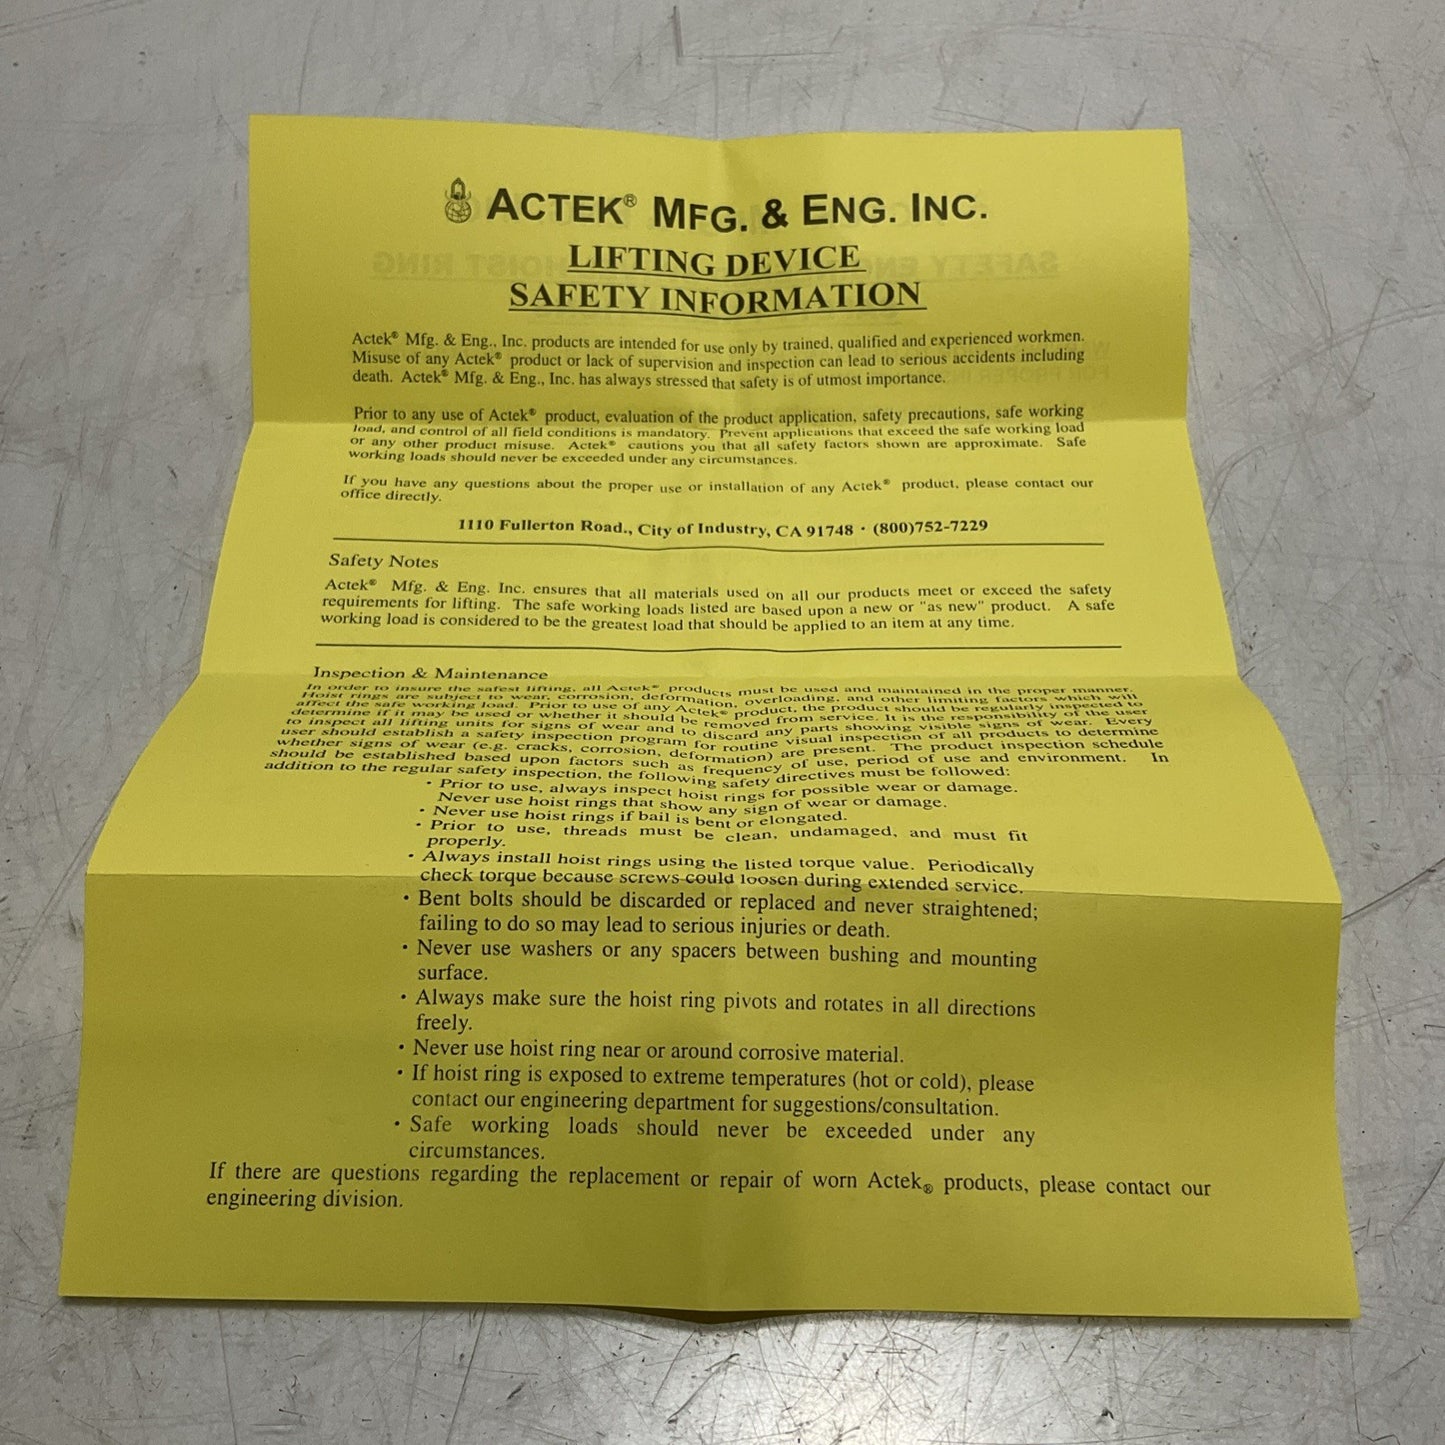 ACTEK® MFG. & ENG. INC.
LIFTING DEVICE
SAFETY INFORMATION
Actek® Mfg. & Eng., Inc. products are intended for use only by trained, qualified and experienced workmen.
Misuse of any Actek® product or lack of supervision and inspection can lead to serious accidents including
death. Actek® Mfg. & Eng., Inc. has always stressed that safety is of utmost importance.
Prior to any use of Actek® product, evaluation of the product application, safety precautions, safe working
load, and control of all field conditions is mandatory. Prevent applications that exceed the safe working load
or any other product misuse. Actek® cautions you that all safety factors shown are approximate. Safe
working loads should never be exceeded under any circumstances.
If you have any questions about the proper use or installation of any Actek® product, please contact our
office directly.
1110 Fullerton Road., City of Industry, CA 91748 · (800)752-7229
Safety Notes
Actek® Mfg. & Eng. Inc. ensures that all materials used on all our products meet or exceed the safety
requirements for lifting. The safe working loads listed are based upon a new or "as new" product. A safe
working load is considered to be the greatest load that should be applied to an item at any time.
Inspection & Maintenance
In order to insure the safest lifting, all Actek® products must be used and maintained in the proper manner.
Hoist rings are subject to wear, corrosion, deformation, overloading, and other limiting factors which will
affect the safe working load. Prior to use of any Actek® product, the product should be regularly inspected to
determine if it may be used or whether it should be removed from service. It is the responsibility of the user
to inspect all lifting units for signs of wear and to discard any parts showing visible signs of wear. Every
user should establish a safety inspection program for routine visual inspection of all products to determine
whether signs of wear (e.g. cracks, corrosion, deformation) are present. The product inspection schedule
should be established based upon factors such as frequency of use, period of use and environment. In
addition to the regular safety inspection, the following safety directives must be followed:
· Prior to use, always inspect hoist rings for possible wear or damage.
Never use hoist rings that show any sign of wear or damage.
· Never use hoist rings if bail is bent or elongated.
· Prior to use, threads must be clean, undamaged, and must fit
properly.
· Always install hoist rings using the listed torque value. Periodically
check torque because screws could loosen during extended service.
· Bent bolts should be discarded or replaced and never straightened;
failing to do so may lead to serious injuries or death.
· Never use washers or any spacers between bushing and mounting
surface.
· Always make sure the hoist ring pivots and rotates in all directions
freely.
· Never use hoist ring near or around corrosive material.
· If hoist ring is exposed to extreme temperatures (hot or cold), please
contact our engineering department for suggestions/consultation.
· Safe working loads should never be exceeded under any
circumstances.
If there are questions regarding the replacement or repair of worn Actek® products, please contact our
engineering division.